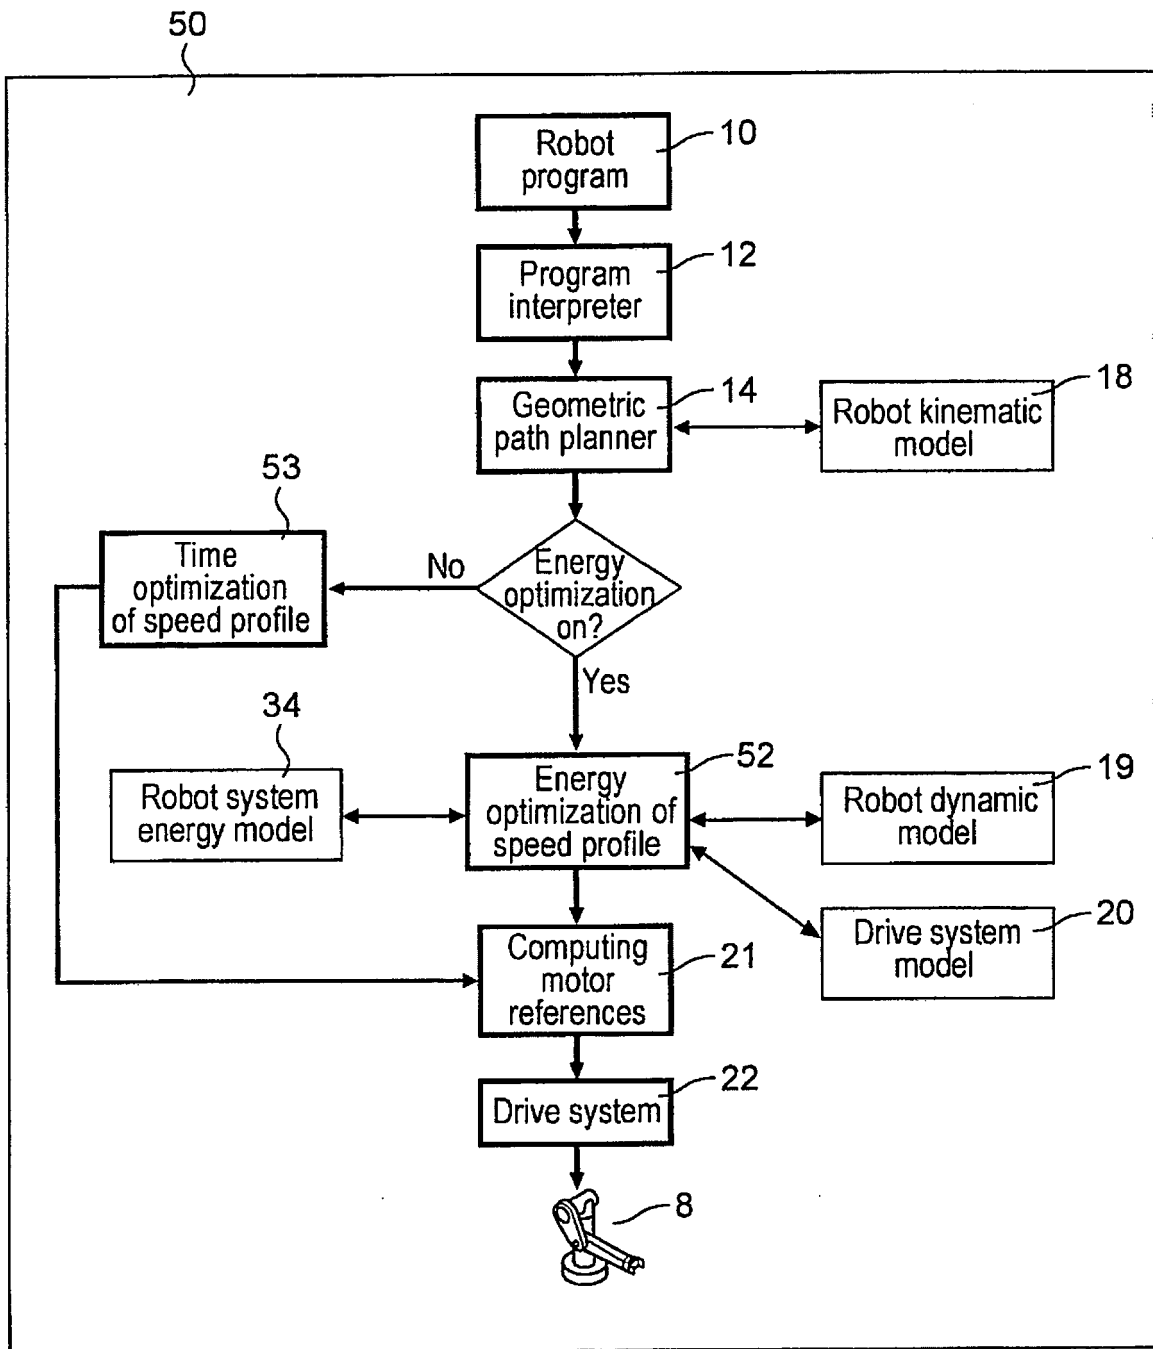 50
Robot
program
10
Program
interpreter
12
Geometric
path planner
14
Robot kinematic
model
18
53
Time
optimization
of speed profile
No
Energy
optimization
on?
Yes
34
Robot system
energy model
Energy
optimization of
speed profile
52
Robot dynamic
model
19
Drive system
model
20
Computing
motor
references
21
Drive system
22
8